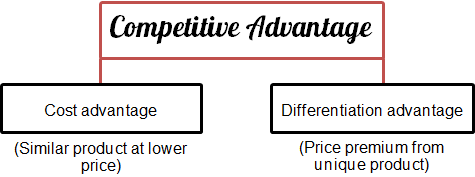 Competitive Advantage
Cost advantage
(Similar product at lower
price)
Differentiation advantage
(Price premium from
unique product)